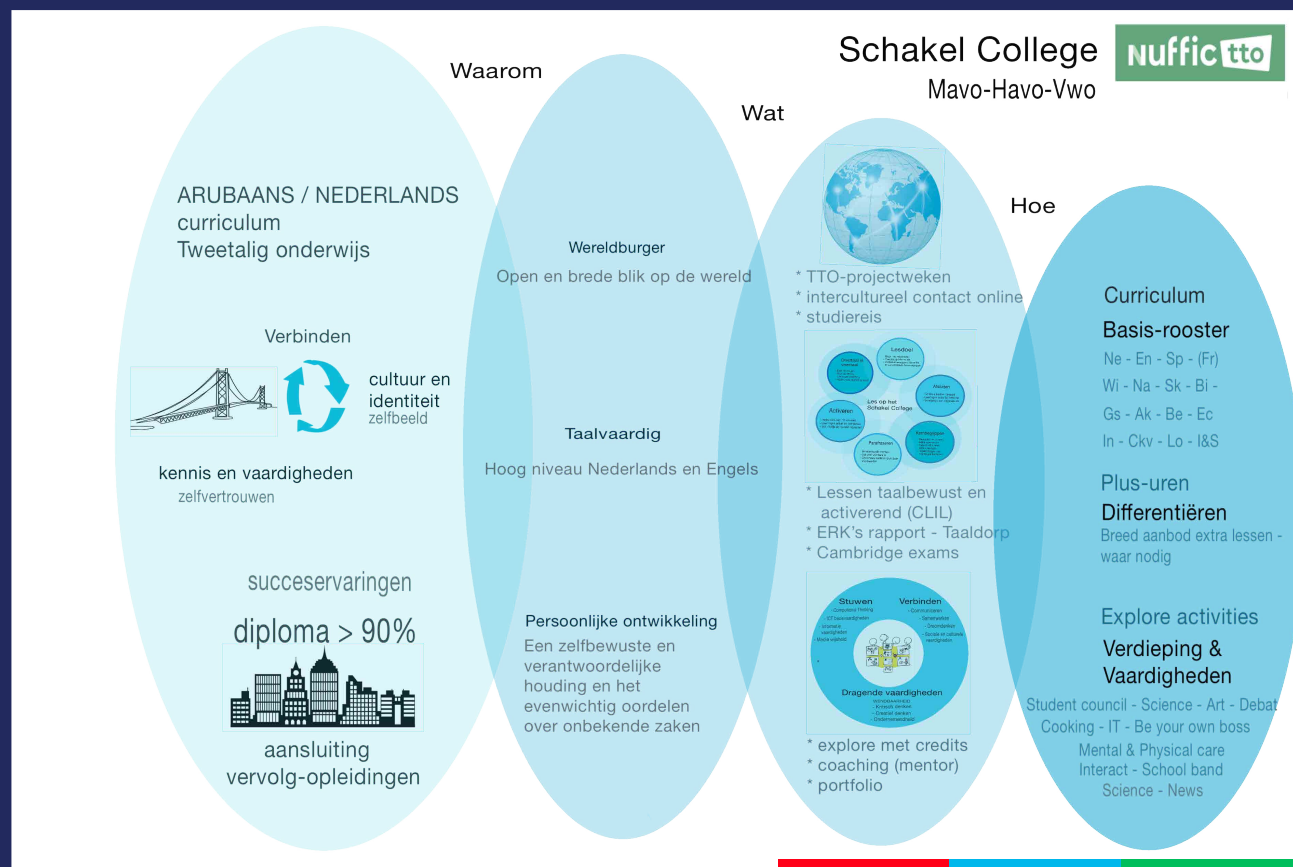 Schakel College
Nuffic tto
Mavo-Havo-Vwo
Waarom
Wat
Hoe
ARUBAANS / NEDERLANDS
curriculum
Tweetalig onderwijs
Verbinden
cultuur en
identiteit
zelfbeeld
kennis en vaardigheden
zelfvertrouwen
succeservaringen
diploma > 90%
aansluiting
vervolg-opleidingen
Wereldburger
Open en brede blik op de wereld
Taalvaardig
Hoog niveau Nederlands en Engels
Persoonlijke ontwikkeling
Een zelfbewuste en
verantwoordelijke
houding en het
evenwichtig oordelen
over onbekende zaken
* TTO-projectweken
* intercultureel contact online
* studiereis
Lesdoel
Activeren
Les op het
Schakel College
* Lessen taalbewust en
activerend (CLIL)
* ERK's rapport - Taaldorp
* Cambridge exams
Stuwen
Verbinden
Dragende vaardigheden
- Kritisch denken
- Creatief denken
- Ondernemendheid
* explore met credits
* coaching (mentor)
* portfolio
Curriculum
Basis-rooster
Ne - En - Sp - (Fr)
Wi - Na - Sk - Bi -
Gs - Ak - Be - Ec
In - Ckv - Lo - I&S
Plus-uren
Differentiëren
Breed aanbod extra lessen -
waar nodig
Explore activities
Verdieping &
Vaardigheden
Student council - Science - Art - Debat
Cooking - IT - Be your own boss
Mental & Physical care
Interact - School band
Science - News